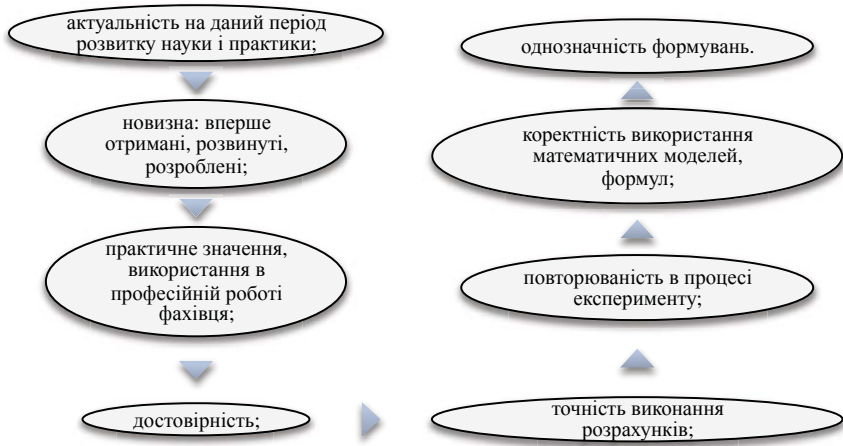 актуальність на даний період
розвитку науки і практики;
новизна: вперше
отримані, розвинуті,
розроблені;
практичне значення,
використання в
професійній роботі
фахівця;
достовірність;
точність виконання
розрахунків;
повторюваність в процесі
експерименту;
коректність використання
математичних моделей,
формул;
однозначність формувань.